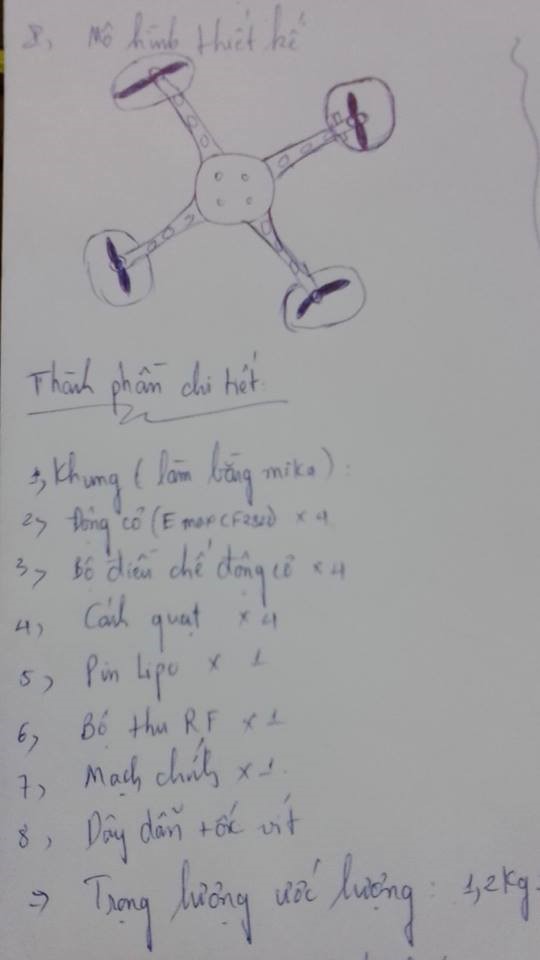 8, Mô hình thiết kế
Thành phần chi tiết:
1, Khung ( làm bằng mika ) :
2, Động cơ (Emax CF2822) x 4
3, Bộ điều chế động cơ x 4
4, Cánh quạt x 4
5, Pin Lipo x 1
6, Bộ thu RF x 1
7, Mạch chính x 1.
8, Dây dẫn + ốc vít
=> Trọng lượng ước lượng : 1,2Kg.